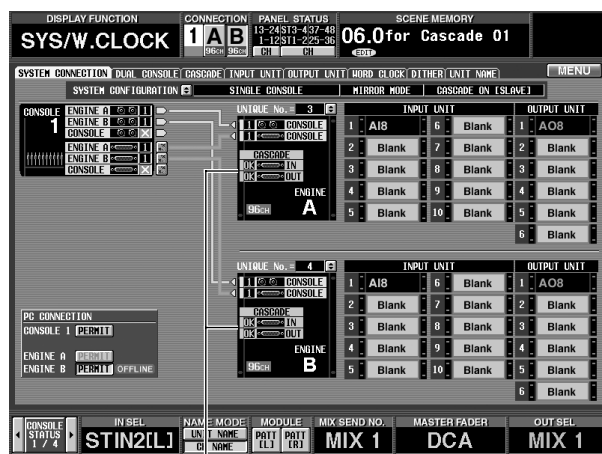 DISPLAY FUNCTION
SYS/W.CLOCK
CONNECTION
1 A B
96CH 96CH
PANEL STATUS
13-24 ST3-4 37-48
1-12 ST1-2 25-36
CH CH
SCENE MEMORY
06.0 for Cascade 01
EDIT
SYSTEM CONNECTION DUAL CONSOLE CASCADE INPUT UNIT OUTPUT UNIT WORD CLOCK DITHER UNIT NAME MENU
SYSTEM CONFIGURATION SINGLE CONSOLE MIRROR MODE CASCADE ON [SLAVE]
CONSOLE
1
ENGINE A 1
ENGINE B 1
CONSOLE X
ENGINE A 1
ENGINE B 1
CONSOLE X
UNIQUE No.= 3
1 CONSOLE
1 CONSOLE
CASCADE
OK IN
OK OUT
ENGINE
96CH A
INPUT UNIT OUTPUT UNIT
1 AI8 6 Blank 1 AO8
2 Blank 7 Blank 2 Blank
3 Blank 8 Blank 3 Blank
4 Blank 9 Blank 4 Blank
5 Blank 10 Blank 5 Blank
6 Blank
UNIQUE No.= 4
1 CONSOLE
1 CONSOLE
CASCADE
OK IN
OK OUT
ENGINE
96CH B
INPUT UNIT OUTPUT UNIT
1 AI8 6 Blank 1 AO8
2 Blank 7 Blank 2 Blank
3 Blank 8 Blank 3 Blank
4 Blank 9 Blank 4 Blank
5 Blank 10 Blank 5 Blank
6 Blank
PC CONNECTION
CONSOLE 1 PERMIT
ENGINE A PERMIT
ENGINE B PERMIT OFFLINE
CONSOLE
STATUS
1 / 4
IN SEL
STIN2[L]
NAME MODE
UNIT NAME
CH NAME
MODULE
PATT [L] PATT [R]
MIX SEND NO.
MIX 1
MASTER FADER
DCA
OUT SEL
MIX 1